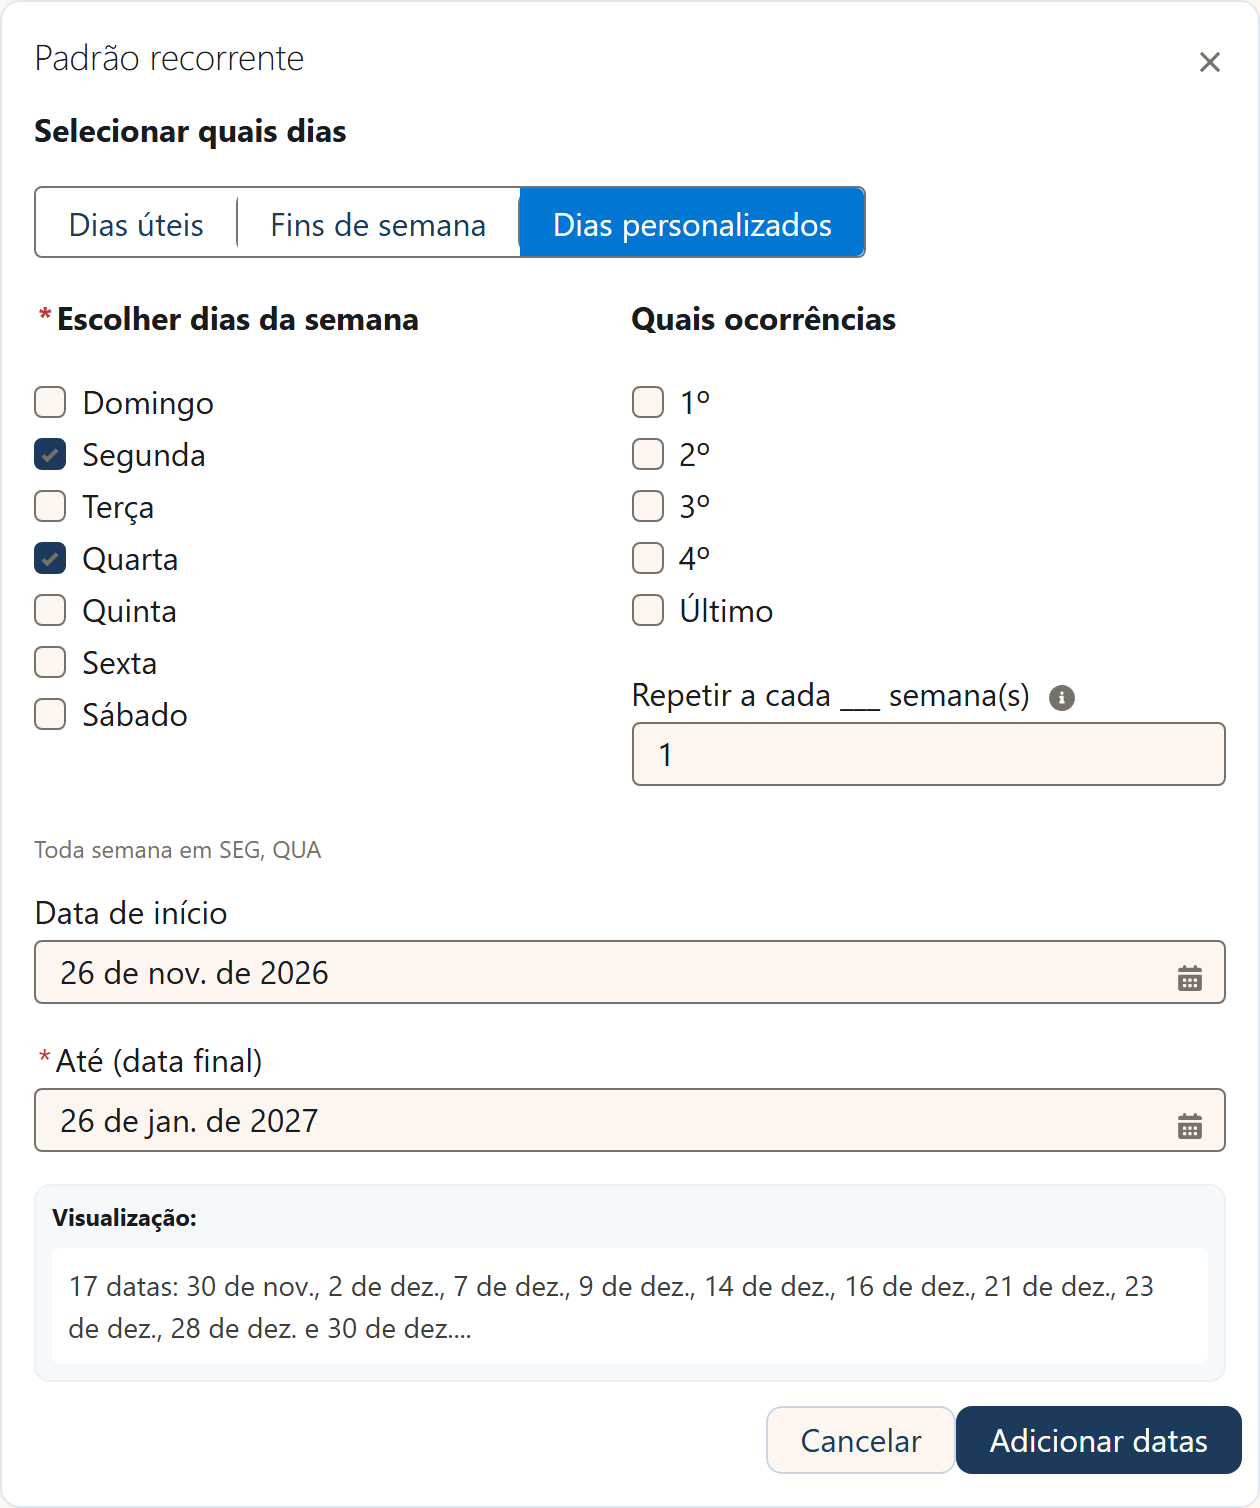 Padrão recorrente
Selecionar quais dias
Dias úteis
Fins de semana
Dias personalizados
*Escolher dias da semana
Domingo
Segunda
Terça
Quarta
Quinta
Sexta
Sábado
Quais ocorrências
1º
2º
3º
4º
Último
Repetir a cada ___ semana(s)
1
Toda semana em SEG, QUA
Data de início
26 de nov. de 2026
*Até (data final)
26 de jan. de 2027
Visualização:
17 datas: 30 de nov., 2 de dez., 7 de dez., 9 de dez., 14 de dez., 16 de dez., 21 de dez., 23
de dez., 28 de dez. e 30 de dez....
Cancelar
Adicionar datas